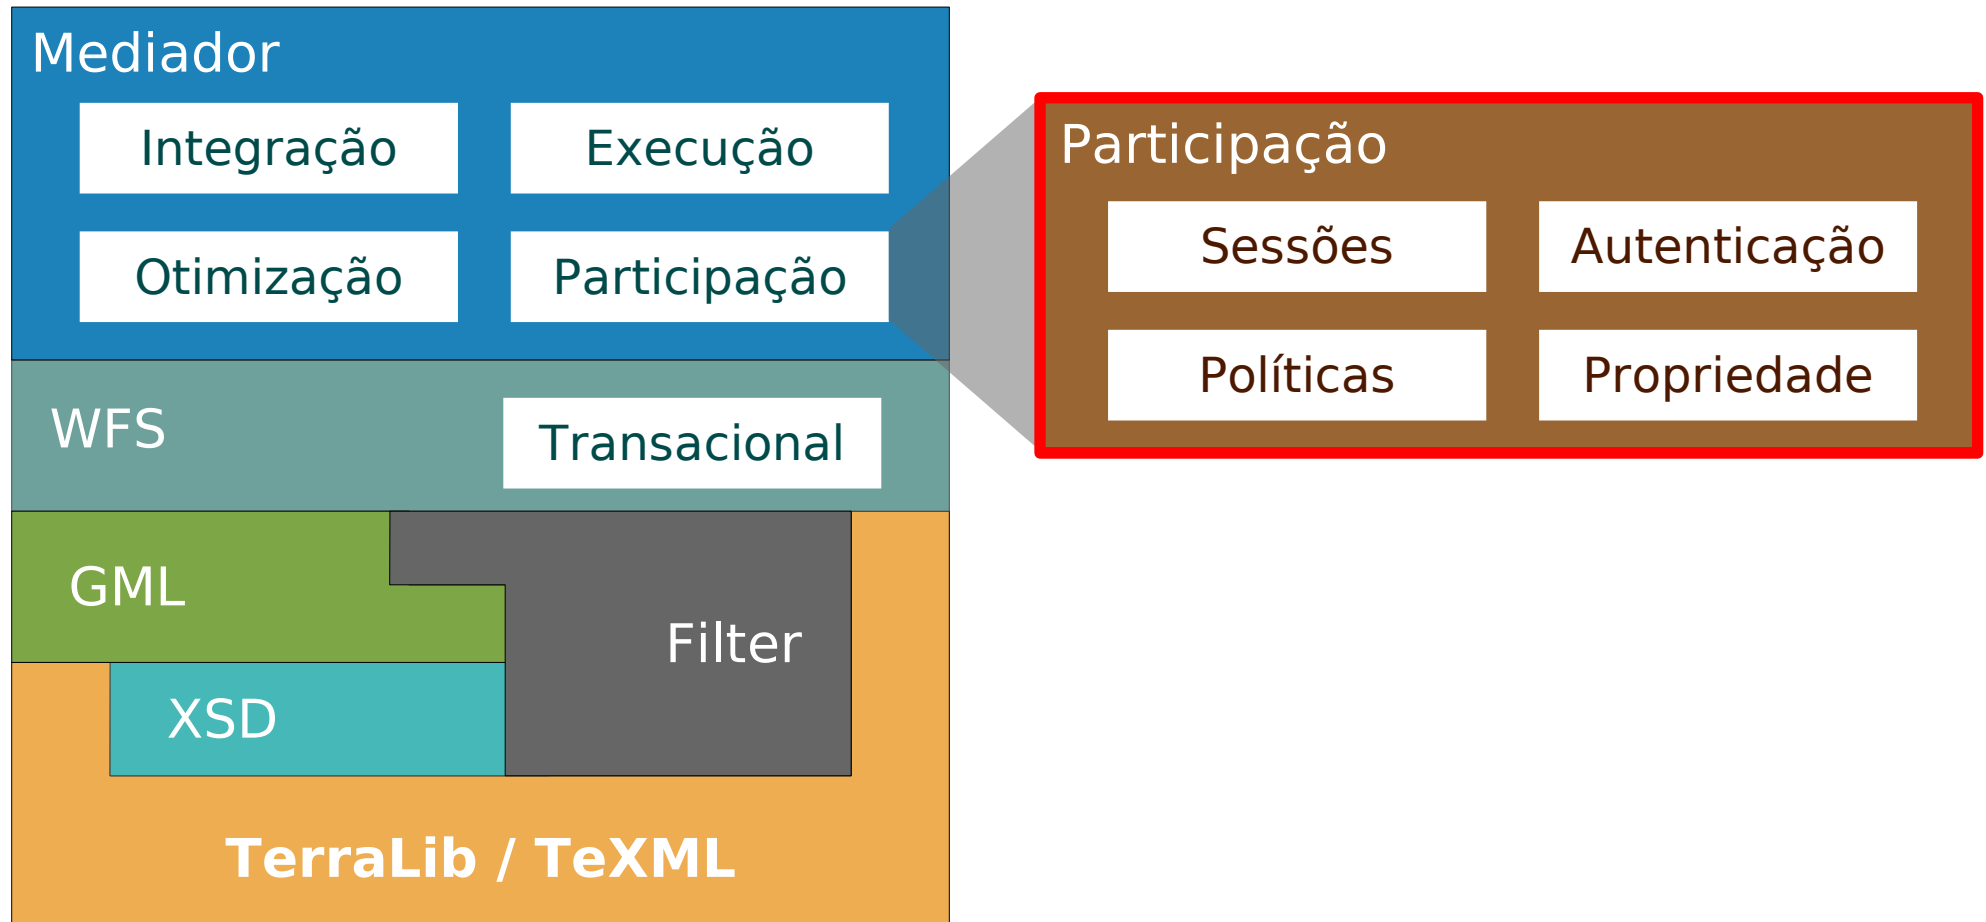 Mediador
Integração
Execução
Otimização
Participação
WFS
Transacional
GML
Filter
XSD
TerraLib / TeXML
Participação
Sessões
Autenticação
Políticas
Propriedade